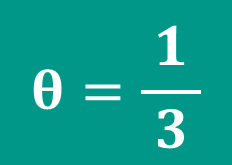 θ = 1/3